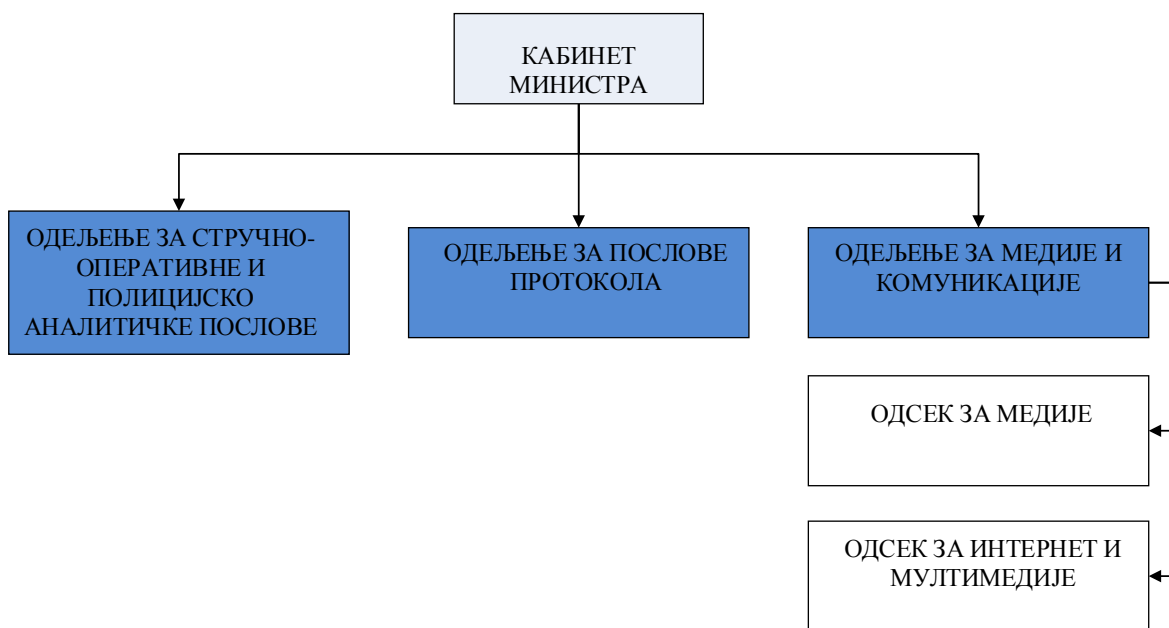 КАБИНЕТ
МИНИСТРА
ОДЕЉЕЊЕ ЗА СТРУЧНО-
ОПЕРАТИВНЕ И
ПОЛИЦИЈСКО
АНАЛИТИЧКЕ ПОСЛОВЕ
ОДЕЉЕЊЕ ЗА ПОСЛОВЕ
ПРОТОКОЛА
ОДЕЉЕЊЕ ЗА МЕДИЈЕ И
КОМУНИКАЦИЈЕ
ОДСЕК ЗА МЕДИЈЕ
ОДСЕК ЗА ИНТЕРНЕТ И
МУЛТИМЕДИЈЕ